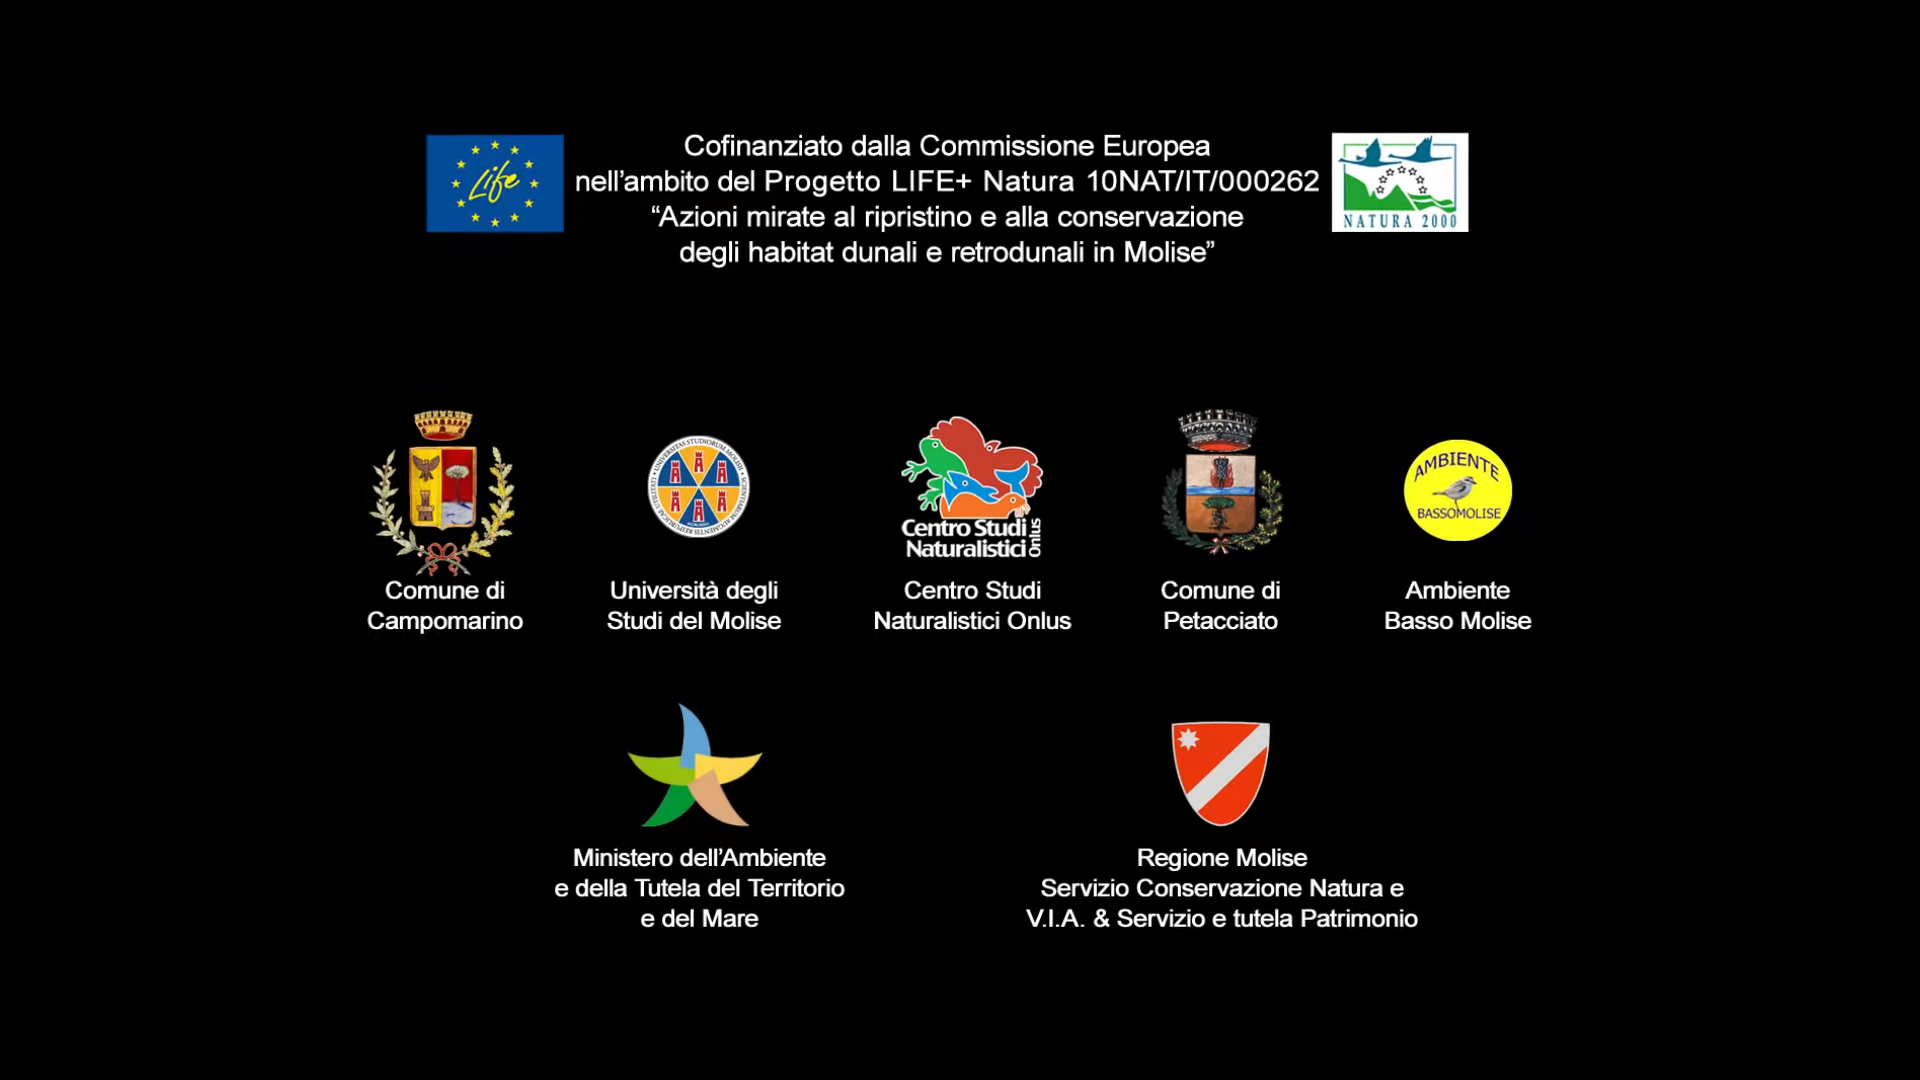 Life
Cofinanziato dalla Commissione Europea
nell’ambito del Progetto LIFE+ Natura 10NAT/IT/000262
“Azioni mirate al ripristino e alla conservazione
degli habitat dunali e retrodunali in Molise”
NATURA 2000
UNIVERSITAS STUDIORUM MOLISII
Centro Studi
Naturalistici
Onlus
AMBIENTE
BASSOMOLISE
Comune di
Campomarino
Università degli
Studi del Molise
Centro Studi
Naturalistici Onlus
Comune di
Petacciato
Ambiente
Basso Molise
Ministero dell’Ambiente
e della Tutela del Territorio
e del Mare
Regione Molise
Servizio Conservazione Natura e
V.I.A. & Servizio e tutela Patrimonio